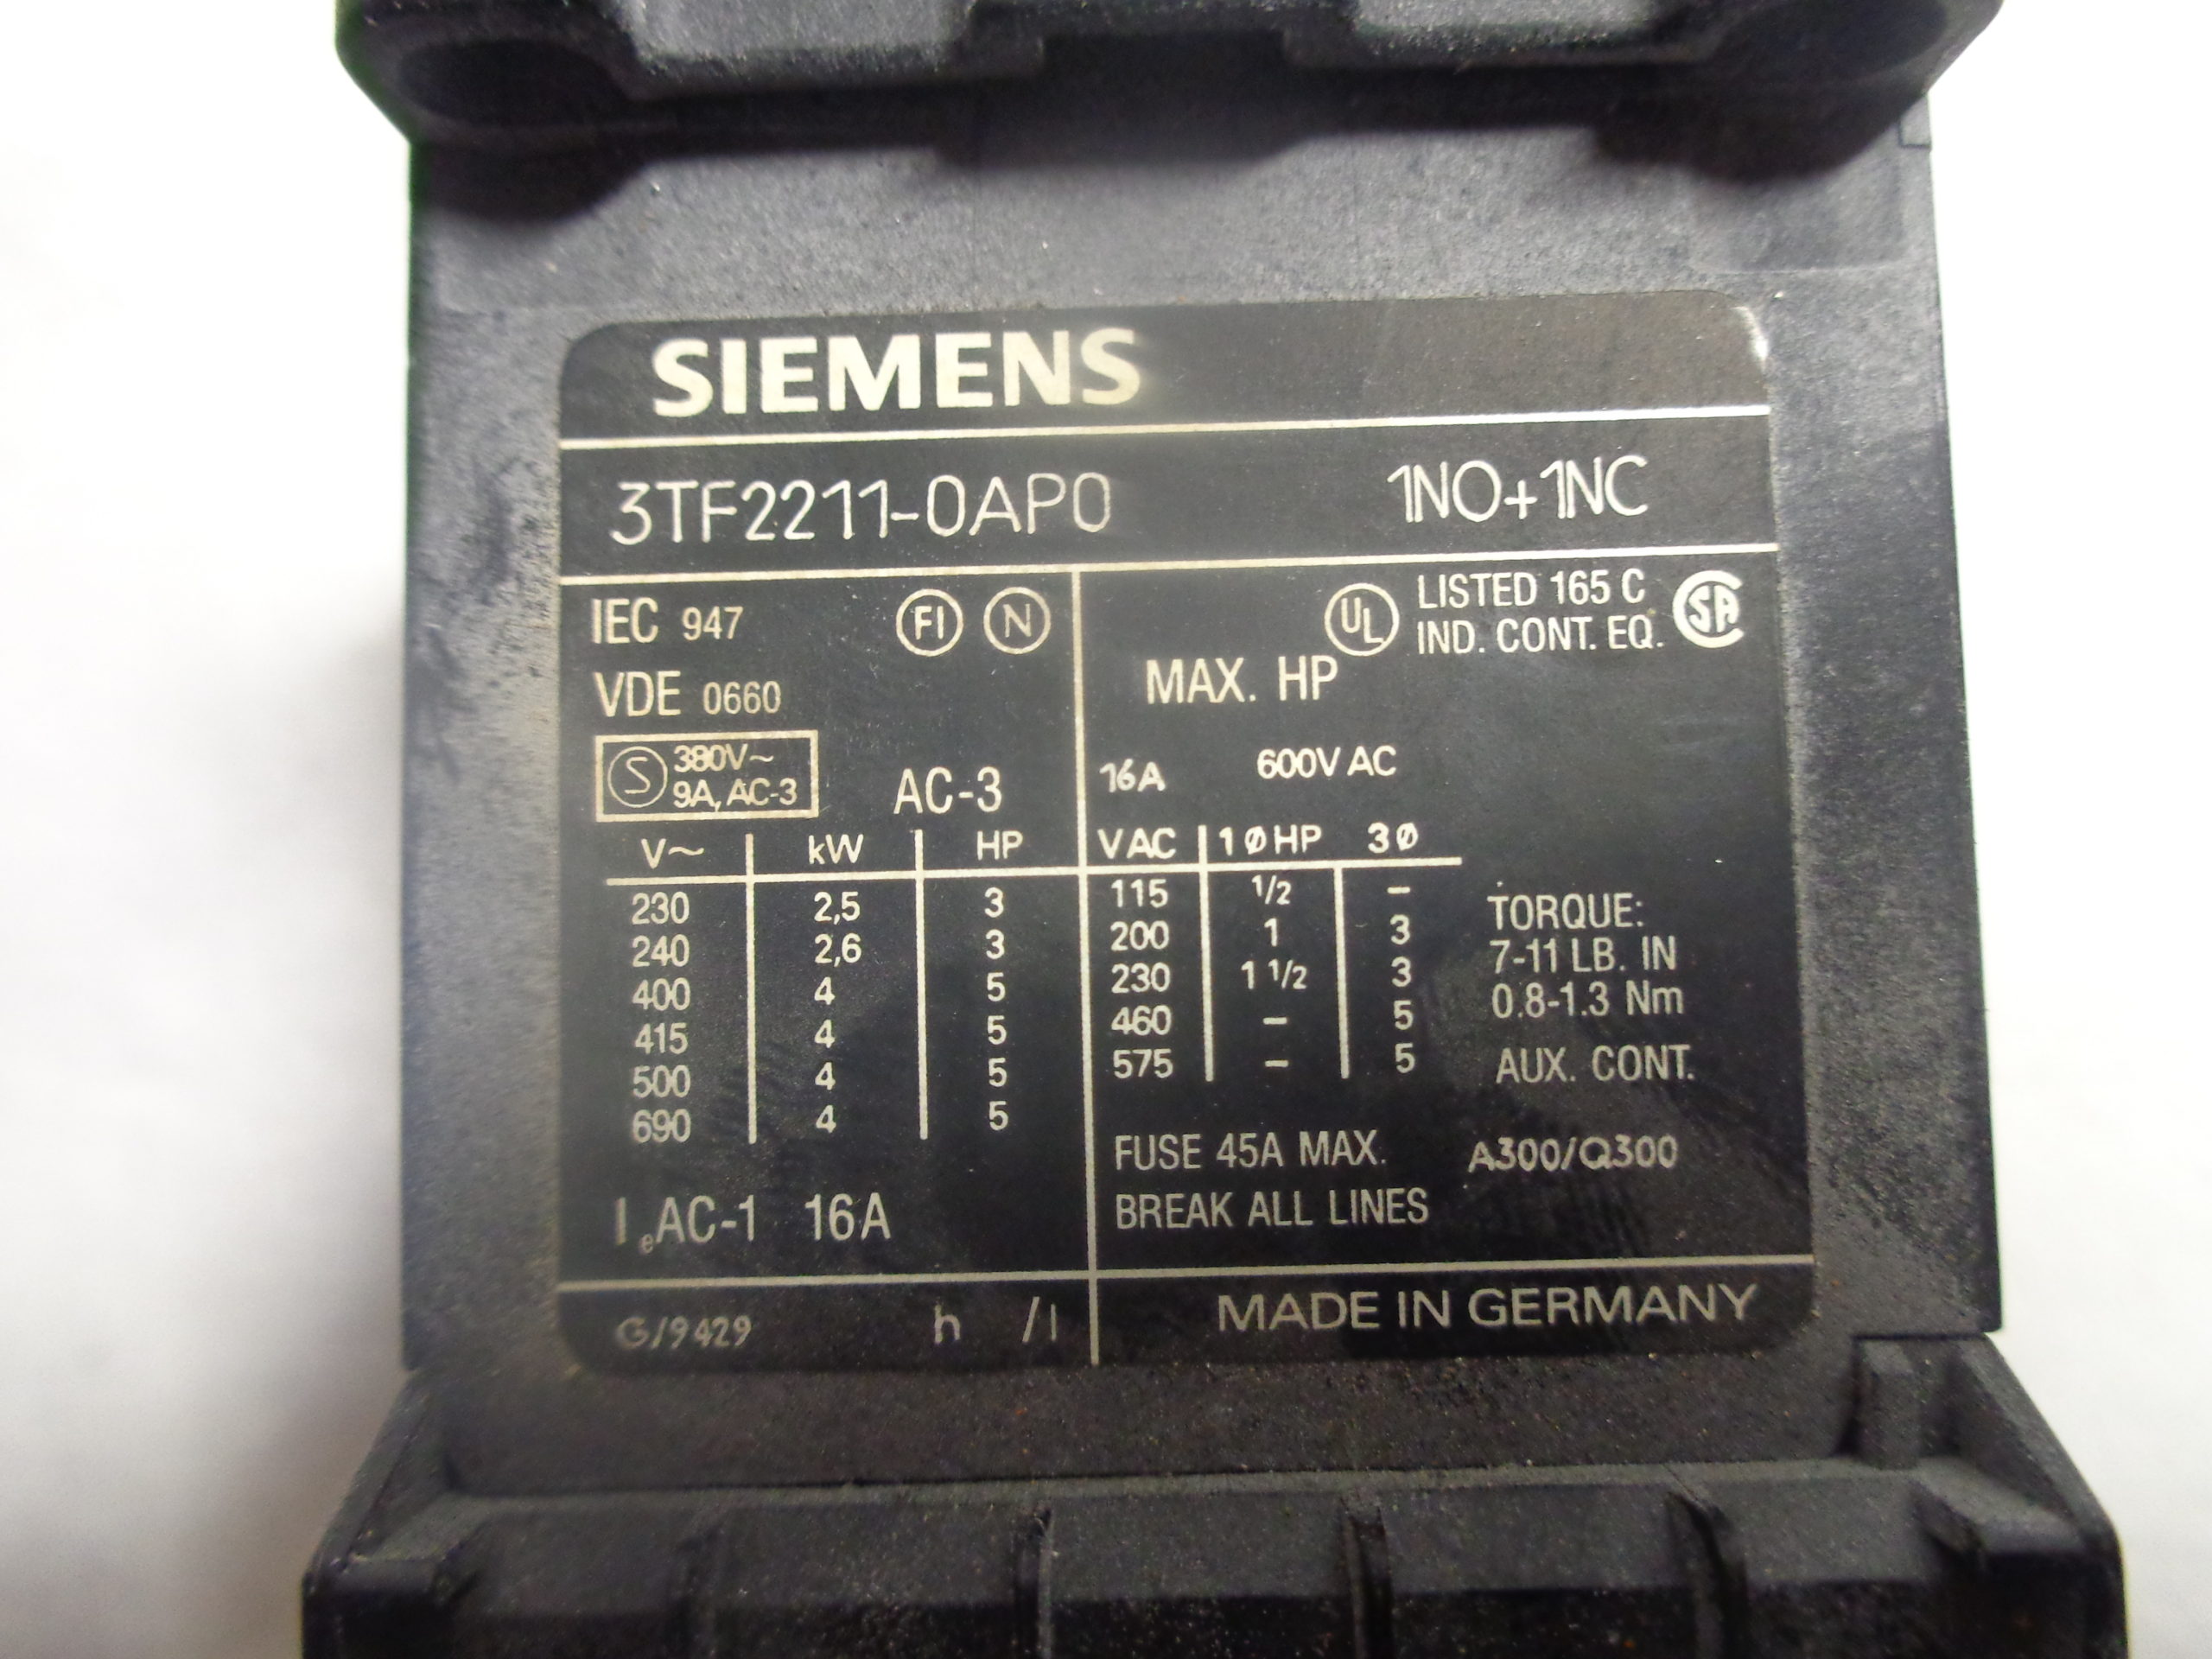 SIEMENS
3TF2211-0AP0 1NO+1NC
IEC 947 FI N
VDE 0660
S 380V~
9A, AC-3
AC-3
V~ kW HP
230 2,5 3
240 2,6 3
400 4 5
415 4 5
500 4 5
690 4 5
IeAC-1 16A
UL LISTED 165 C SA
IND. CONT. EQ.
MAX. HP
16A 600V AC
VAC 1ØHP 3Ø
115 1/2 –
200 1 3
230 1 1/2 3
460 – 5
575 – 5
TORQUE:
7-11 LB. IN
0.8-1.3 Nm
AUX. CONT.
FUSE 45A MAX. A300/Q300
BREAK ALL LINES
G/9429 h /I
MADE IN GERMANY